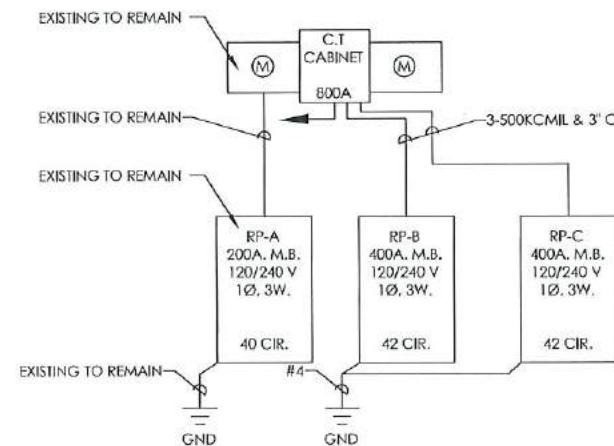 EXISTING TO REMAIN
C.T
CABINET
800A
M
M
EXISTING TO REMAIN
3-500KCMIL & 3" C
EXISTING TO REMAIN
RP-A
200A. M.B.
120/240 V
1Ø, 3W.
40 CIR.
RP-B
400A. M.B.
120/240 V
1Ø, 3W.
42 CIR.
RP-C
400A. M.B.
120/240 V
1Ø, 3W.
42 CIR.
EXISTING TO REMAIN
#4
GND
GND